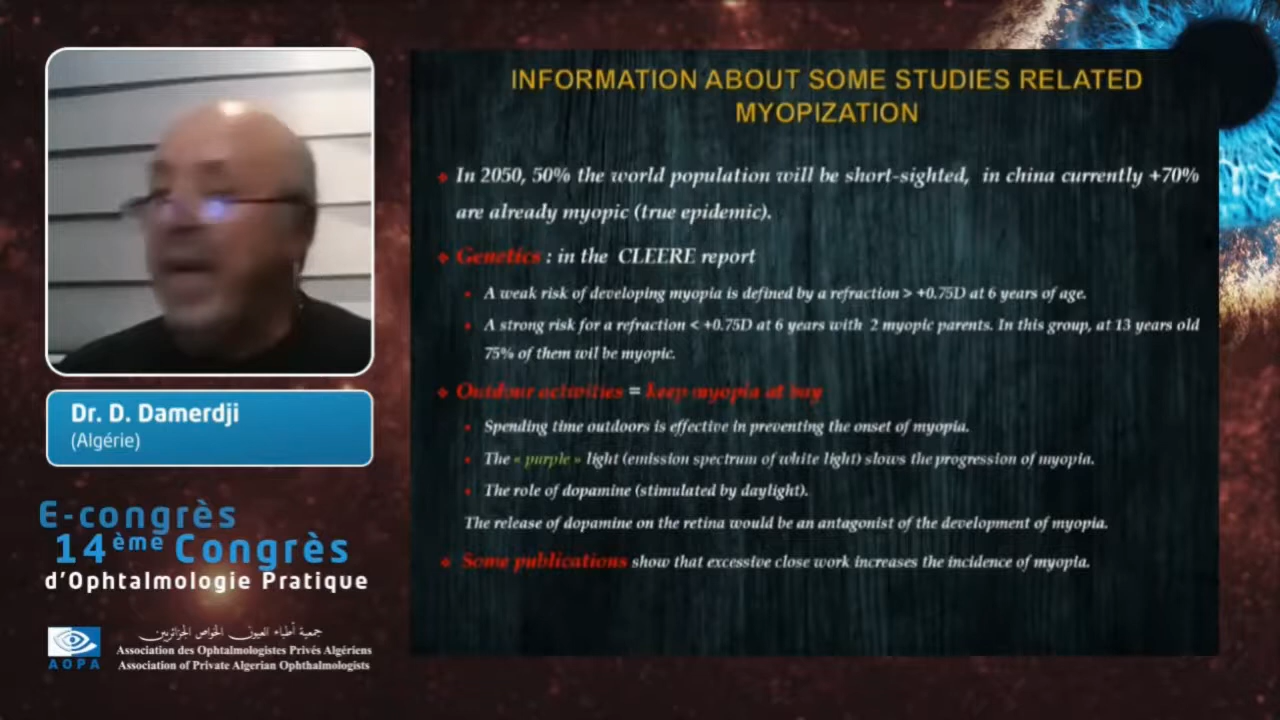 INFORMATION ABOUT SOME STUDIES RELATED
MYOPIZATION
In 2050, 50% the world population will be short-sighted, in china currently +70%
are already myopic (true epidemic).
Genetics : in the CLEERE report
A weak risk of developing myopia is defined by a refraction > +0.75D at 6 years of age.
A strong risk for a refraction < +0.75D at 6 years with 2 myopic parents. In this group, at 13 years old
75% of them wil be myopic.
Outdour activities = keep myopia at bay
Spending time outdoors is effective in preventing the onset of myopia.
The « purple » light (emission spectrum of white light) slows the progression of myopia.
The role of dopamine (stimulated by daylight).
The release of dopamine on the retina would be an antagonist of the development of myopia.
Some publications show that excessive close work increases the incidence of myopia.
Dr. D. Damerdji
(Algérie)
E-congrès
14ème Congrès
d'Ophtalmologie Pratique
جمعية أطباء العيون الخواص الجزائريين
AOPA
Association des Ophtalmologistes Privés Algériens
Association of Private Algerian Ophthalmologists